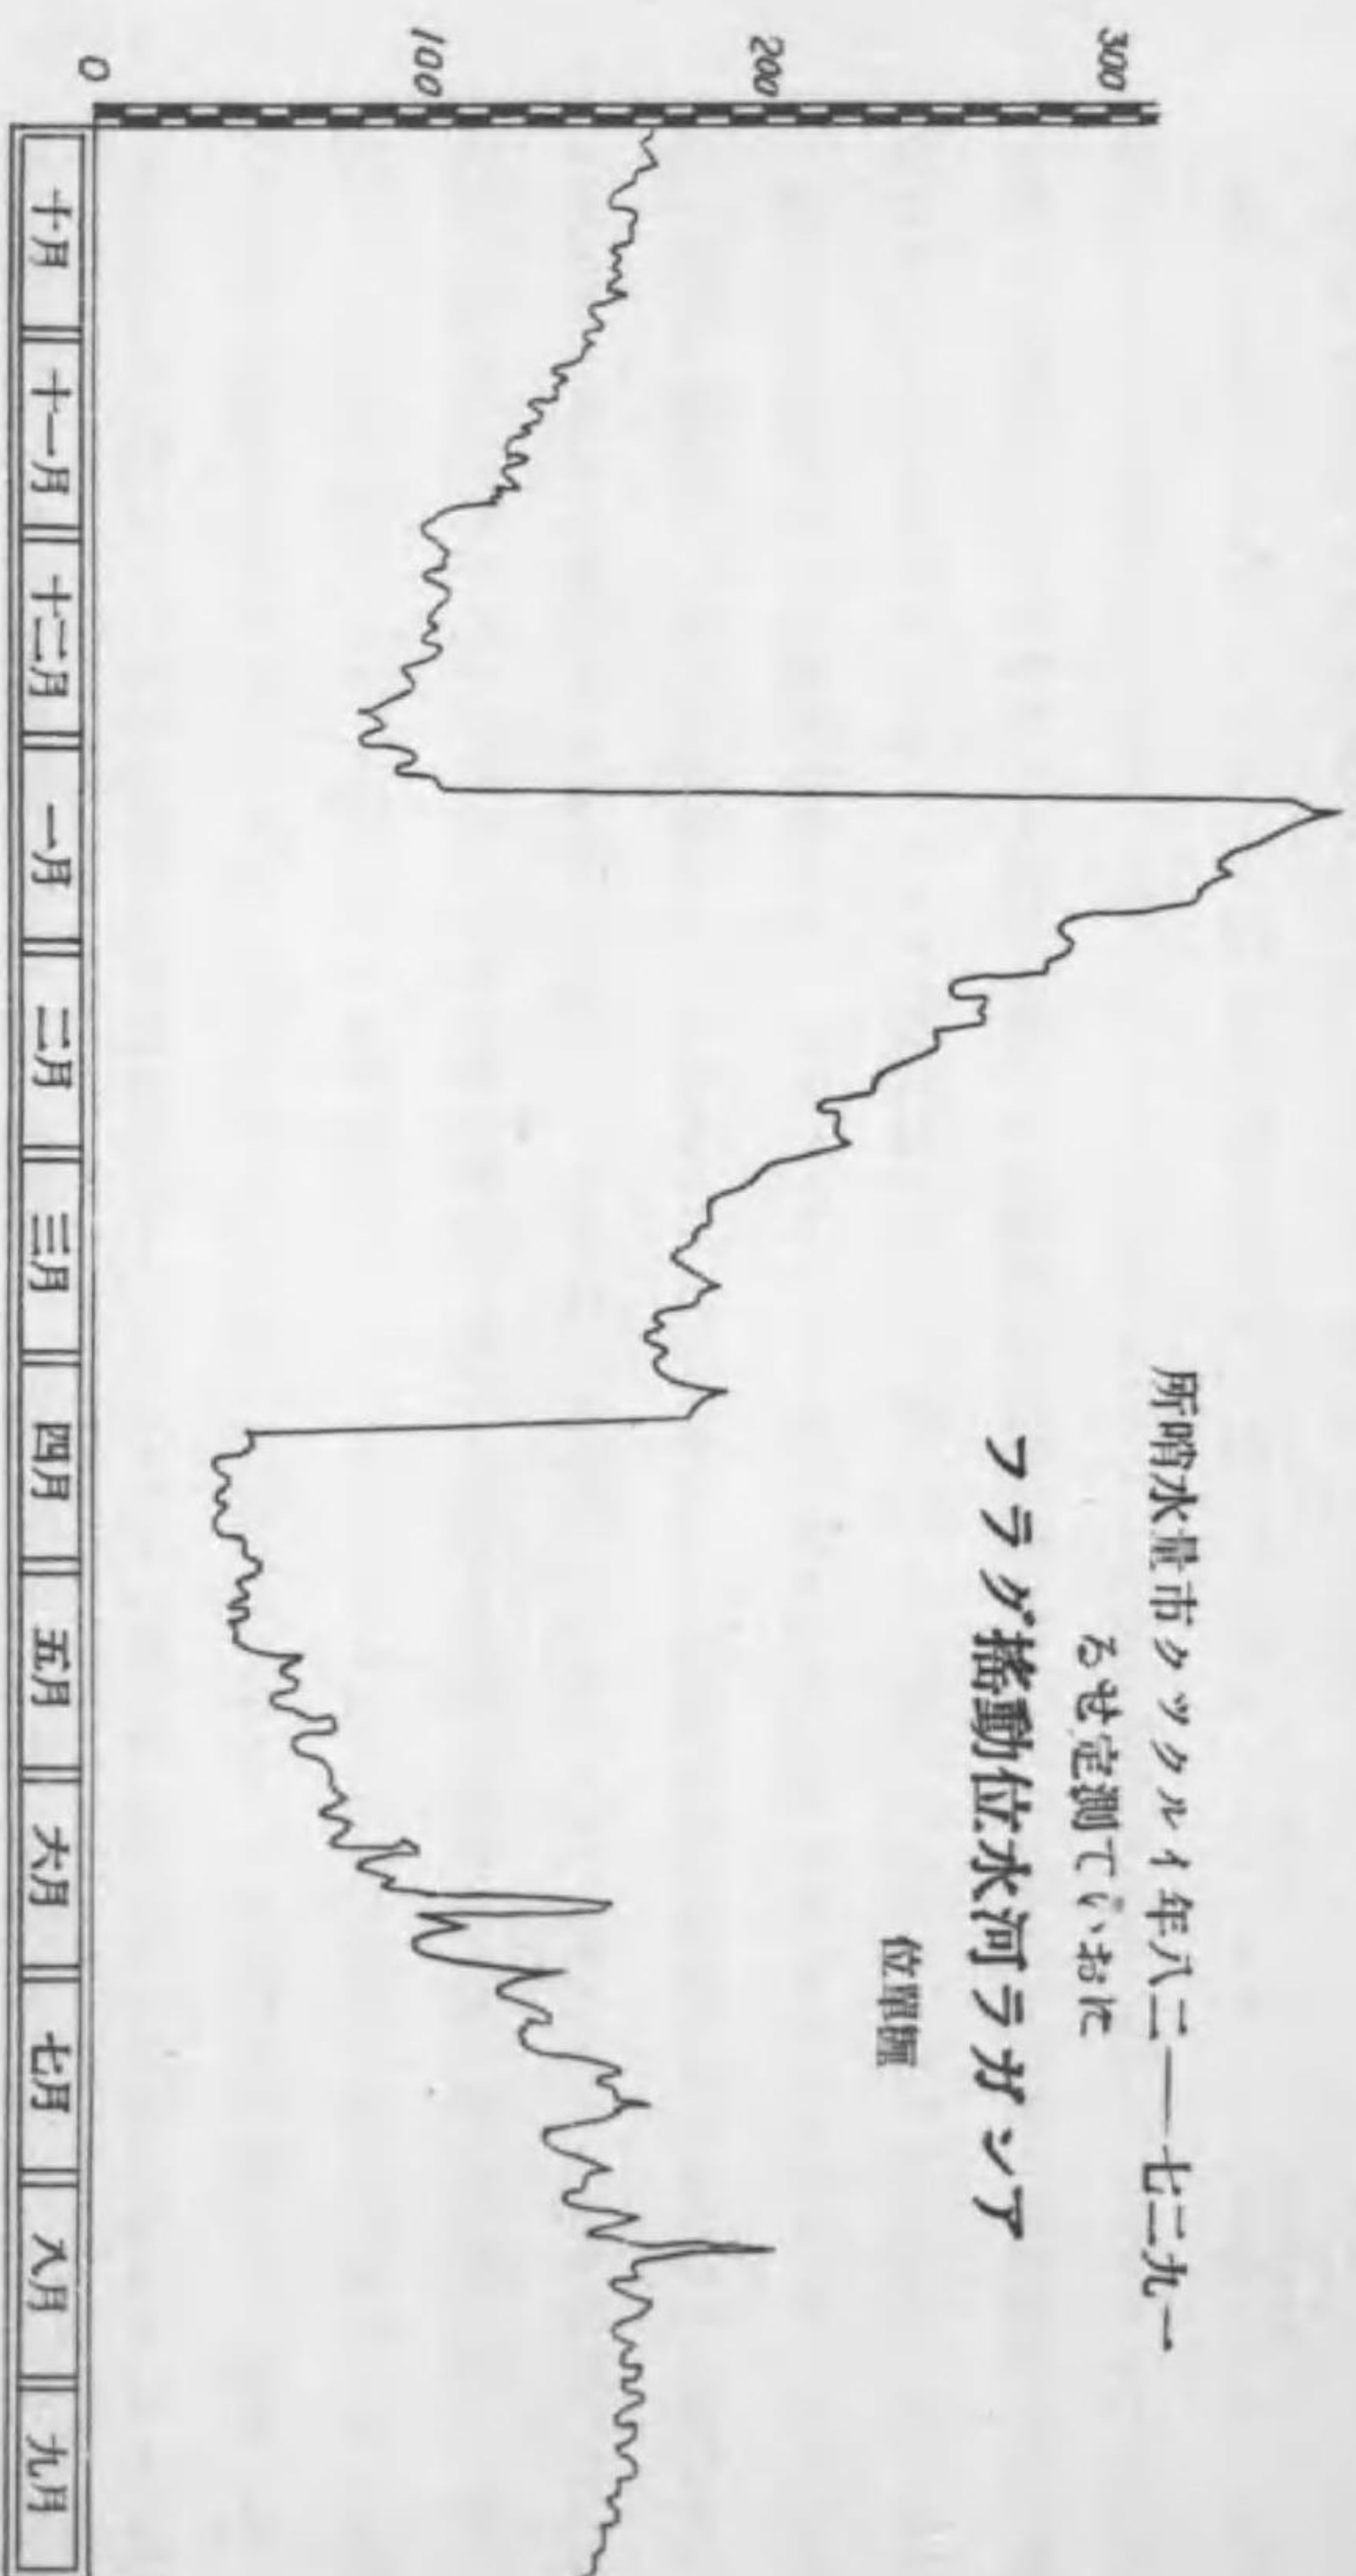 一九二七——二八年イルクツク市量水哨所
において測定せる
アンガラ河水位動搖グラフ
糎單位
300
200
100
0
十月
十一月
十二月
一月
二月
三月
四月
五月
六月
七月
八月
九月